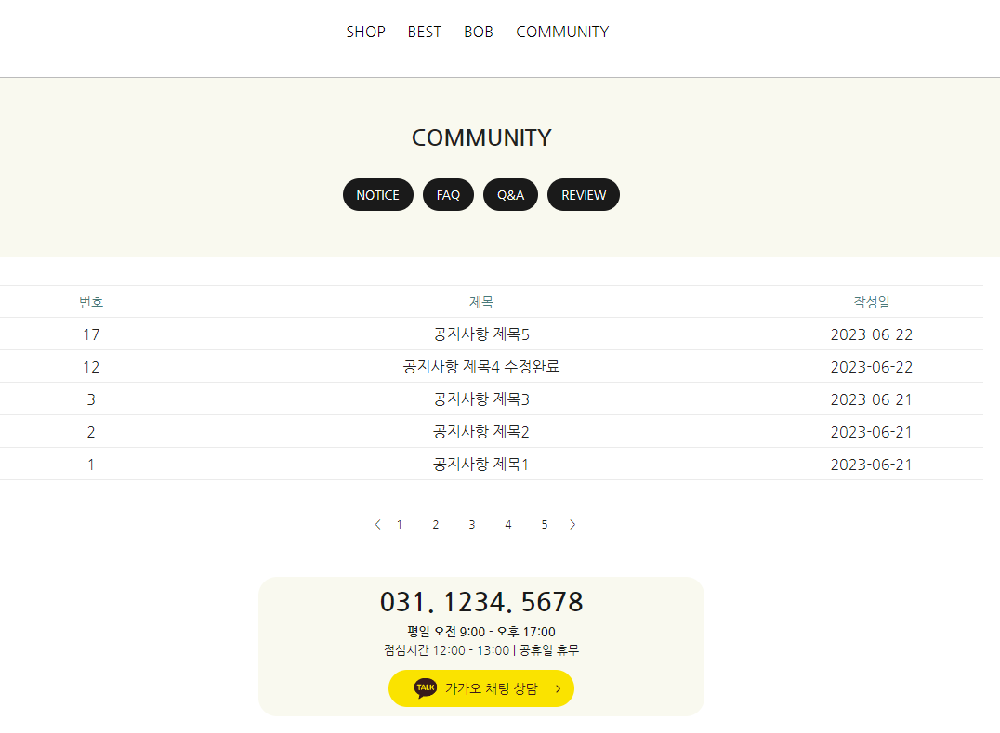 SHOP BEST BOB COMMUNITY
COMMUNITY
NOTICE FAQ Q&A REVIEW
번호 제목 작성일
17 공지사항 제목5 2023-06-22
12 공지사항 제목4 수정완료 2023-06-22
3 공지사항 제목3 2023-06-21
2 공지사항 제목2 2023-06-21
1 공지사항 제목1 2023-06-21
< 1 2 3 4 5 >
031. 1234. 5678
평일 오전 9:00 - 오후 17:00
점심시간 12:00 - 13:00 | 공휴일 휴무
TALK 카카오 채팅 상담 >